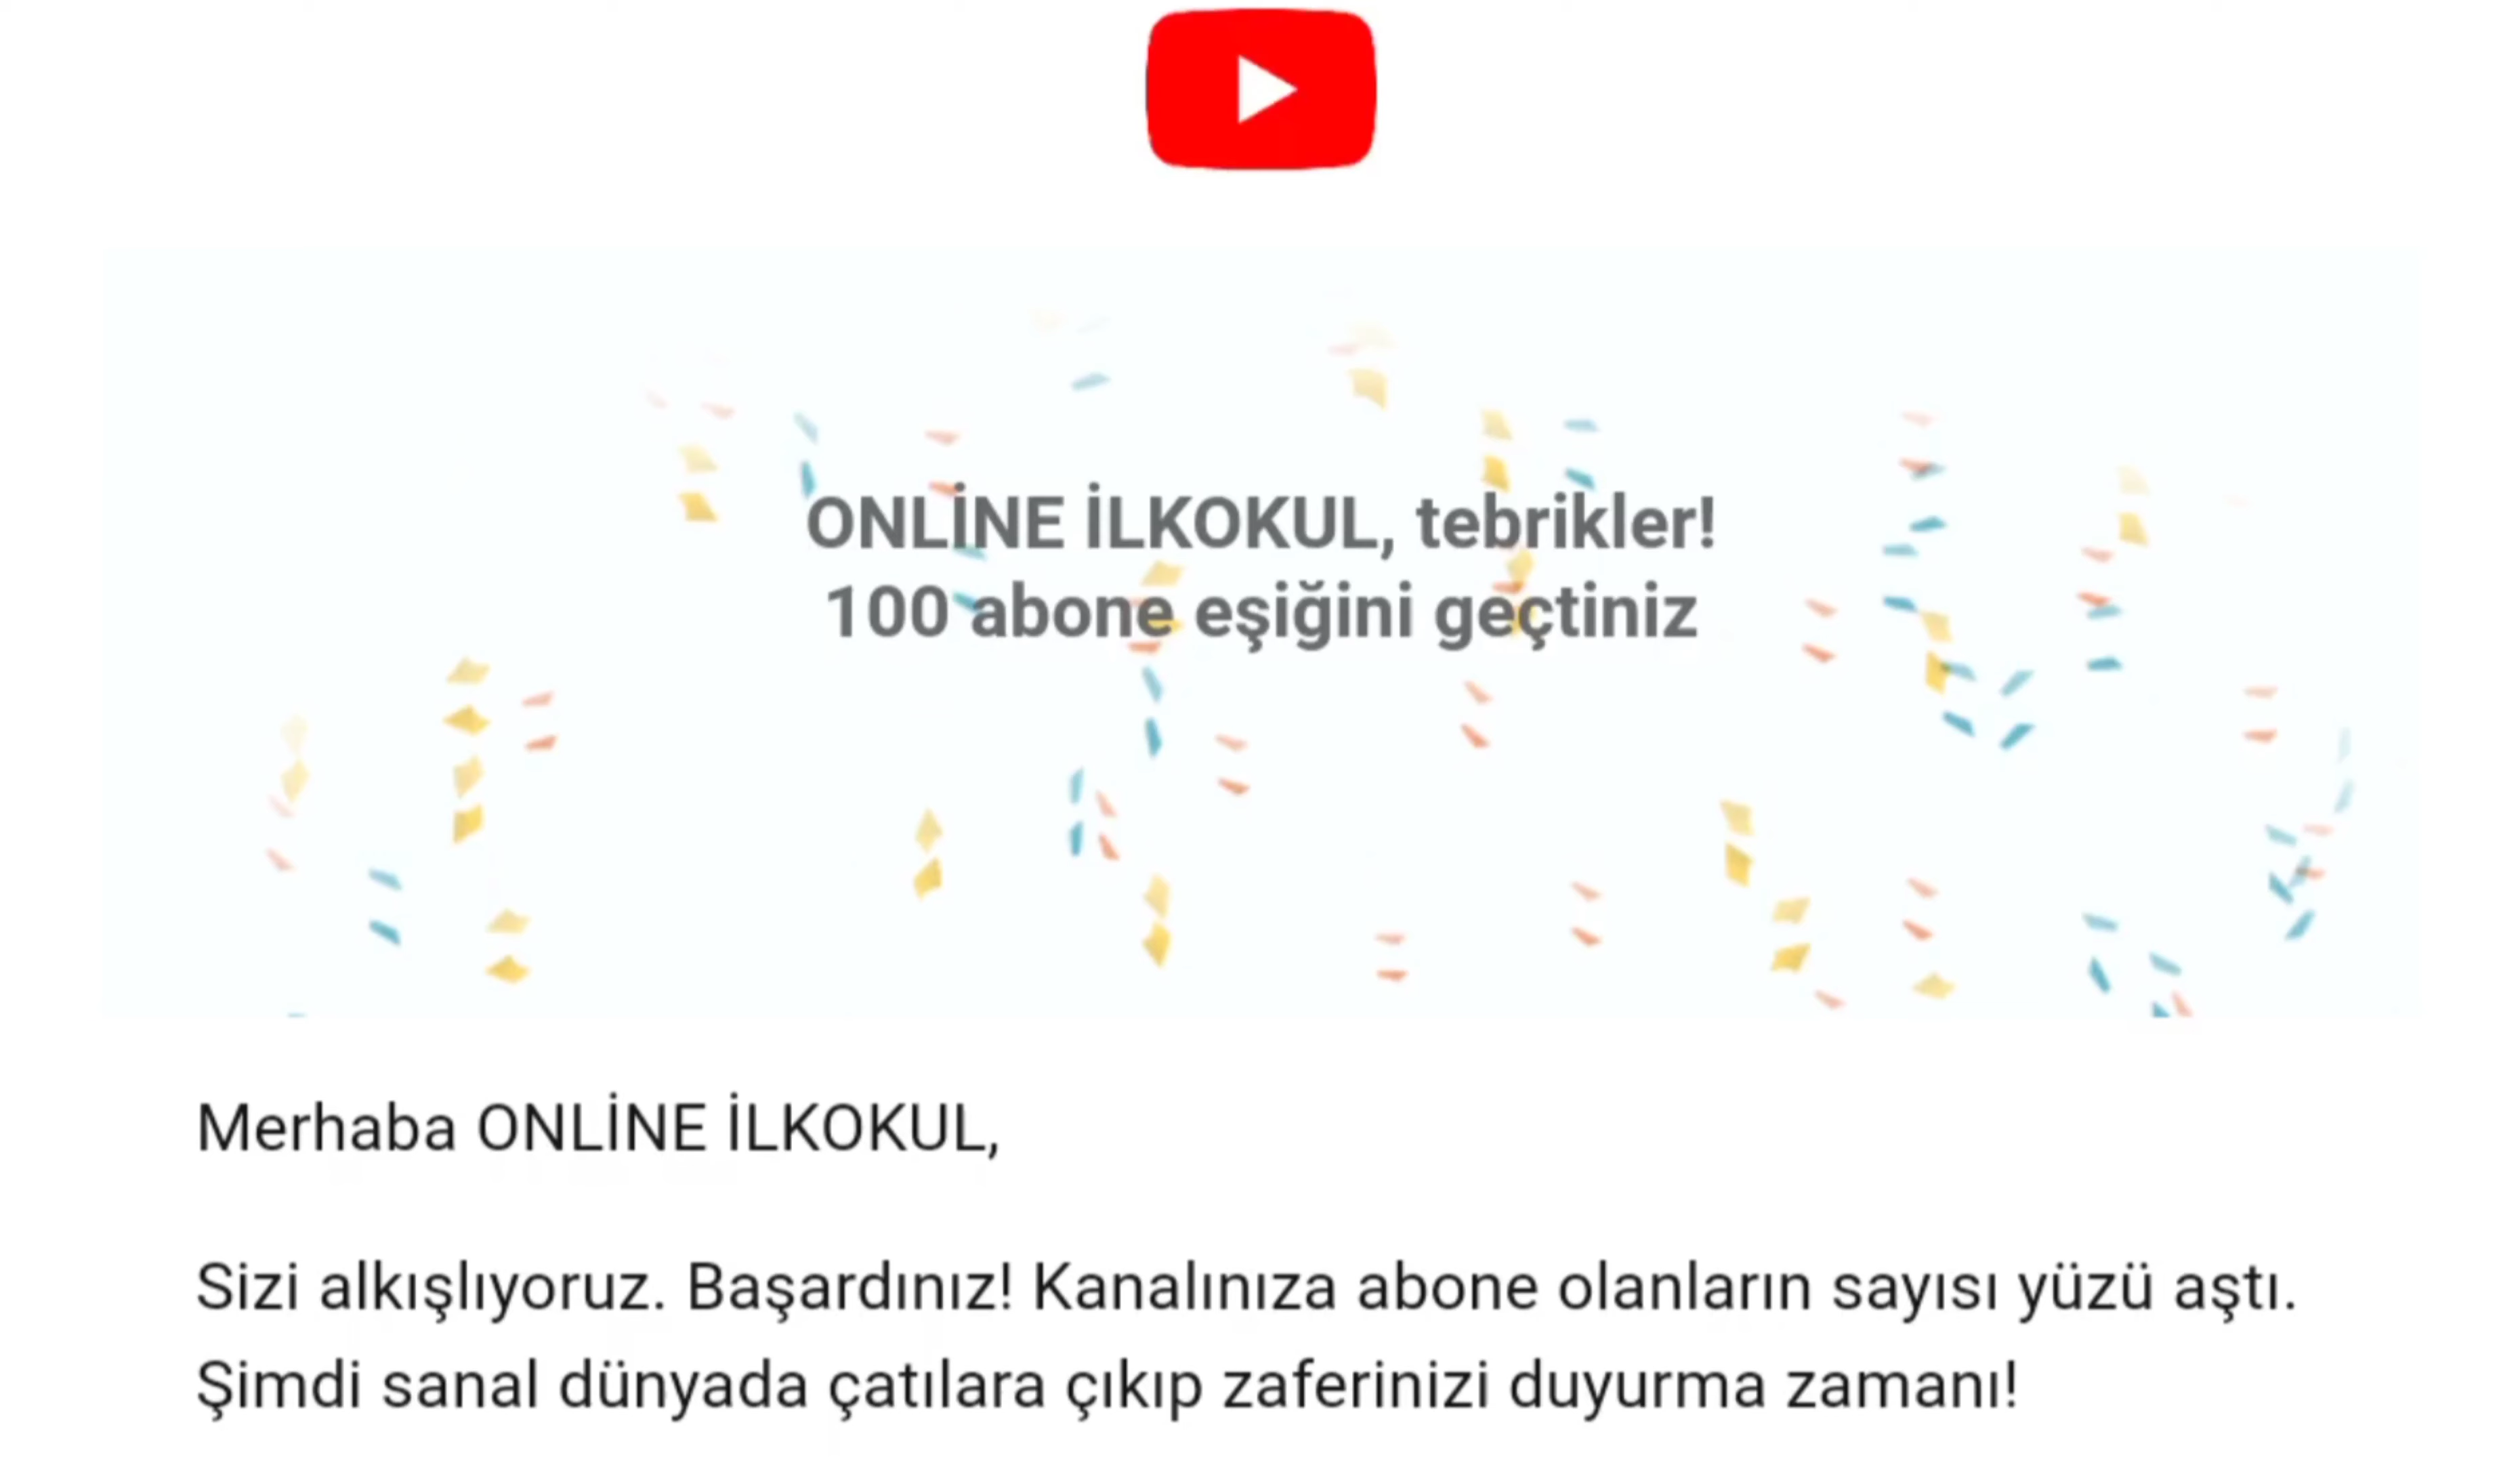 ONLİNE İLKOKUL, tebrikler!
100 abone eşiğini geçtiniz
Merhaba ONLİNE İLKOKUL,
Sizi alkışlıyoruz. Başardınız! Kanalınıza abone olanların sayısı yüzü aştı.
Şimdi sanal dünyada çatılara çıkıp zaferinizi duyurma zamanı!